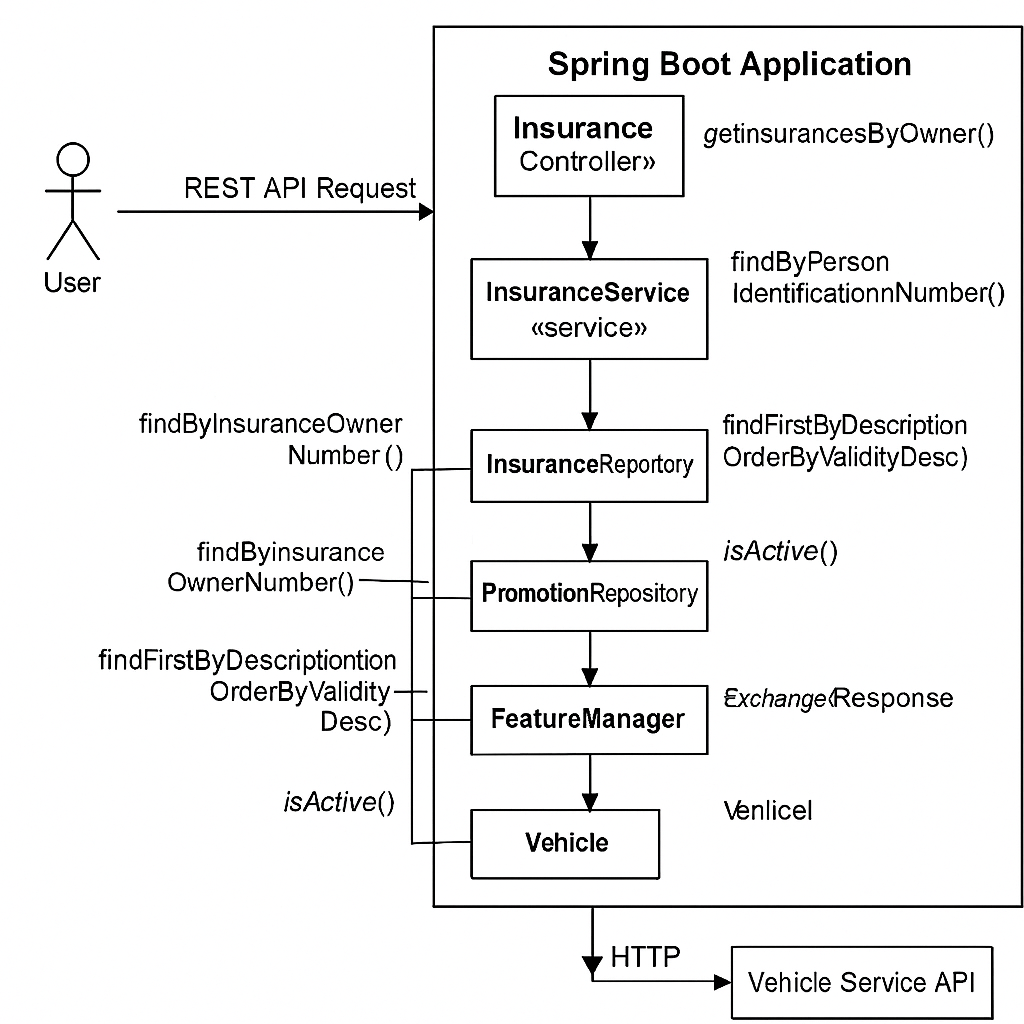 Spring Boot Application
Insurance
Controller»
getinsurancesByOwner()
REST API Request
User
InsuranceService
«service»
findByPerson
IdentificationnNumber()
findByInsuranceOwner
Number()
InsuranceReportory
findFirstByDescription
OrderByValidityDesc)
findByinsurance
OwnerNumber()
PromotionRepository
isActive()
findFirstByDescriptiontion
OrderByValidity
Desc)
FeatureManager
Exchange‹Response
isActive()
Vehicle
Venlicel
HTTP
Vehicle Service API